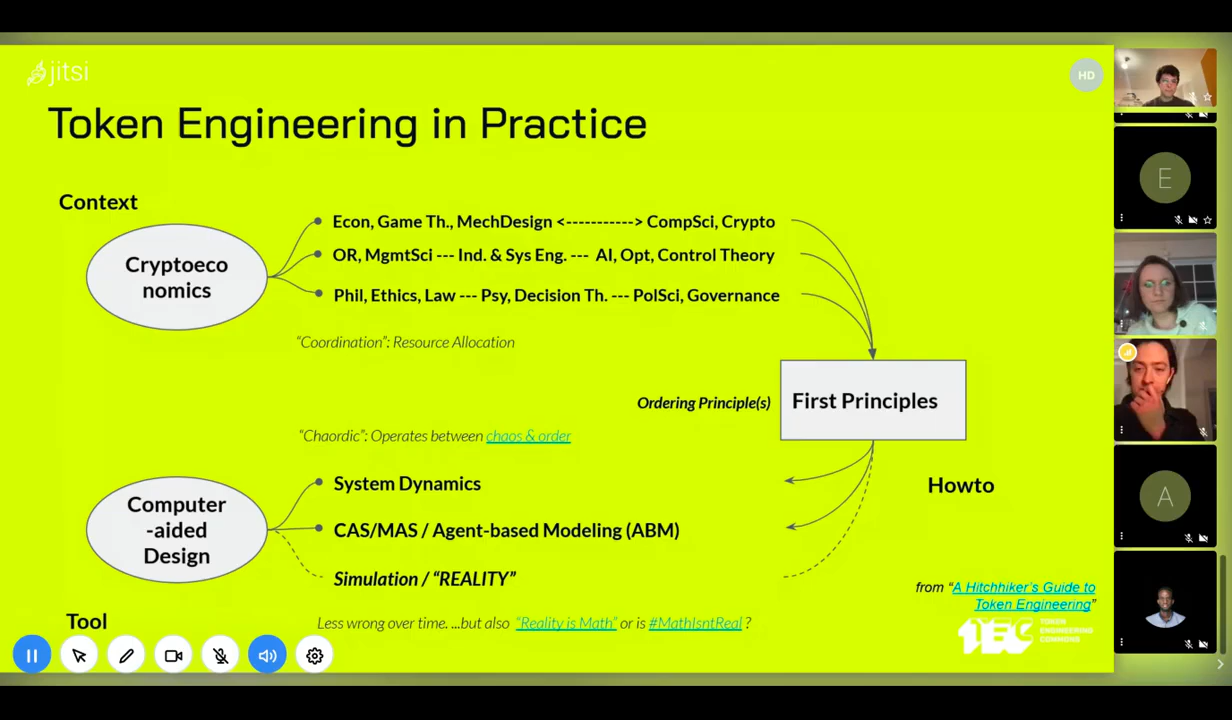 jitsi
HD
Token Engineering in Practice
Context
Cryptoeco
nomics
Econ, Game Th., MechDesign <-----------> CompSci, Crypto
OR, MgmtSci --- Ind. & Sys Eng. --- AI, Opt, Control Theory
Phil, Ethics, Law --- Psy, Decision Th. --- PolSci, Governance
“Coordination”: Resource Allocation
Ordering Principle(s)
First Principles
“Chaordic”: Operates between chaos & order
Howto
Computer
-aided
Design
System Dynamics
CAS/MAS / Agent-based Modeling (ABM)
Simulation / “REALITY”
from “A Hitchhiker’s Guide to
Token Engineering”
Tool
Less wrong over time. ...but also “Reality is Math” or is #MathIsntReal ?
TEC TOKEN
ENGINEERING
COMMONS
E
A